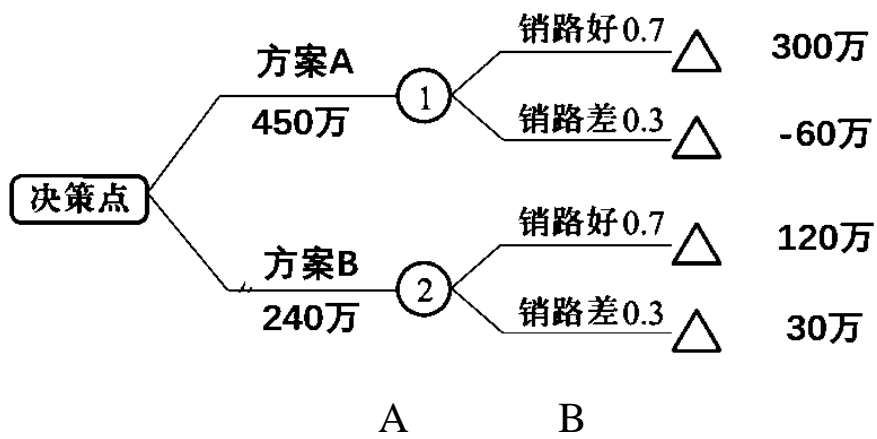 销路好 0.7
300万
方案A
①
450万
销路差 0.3
-60万
决策点
销路好 0.7
120万
方案B
②
240万
销路差 0.3
30万
A B